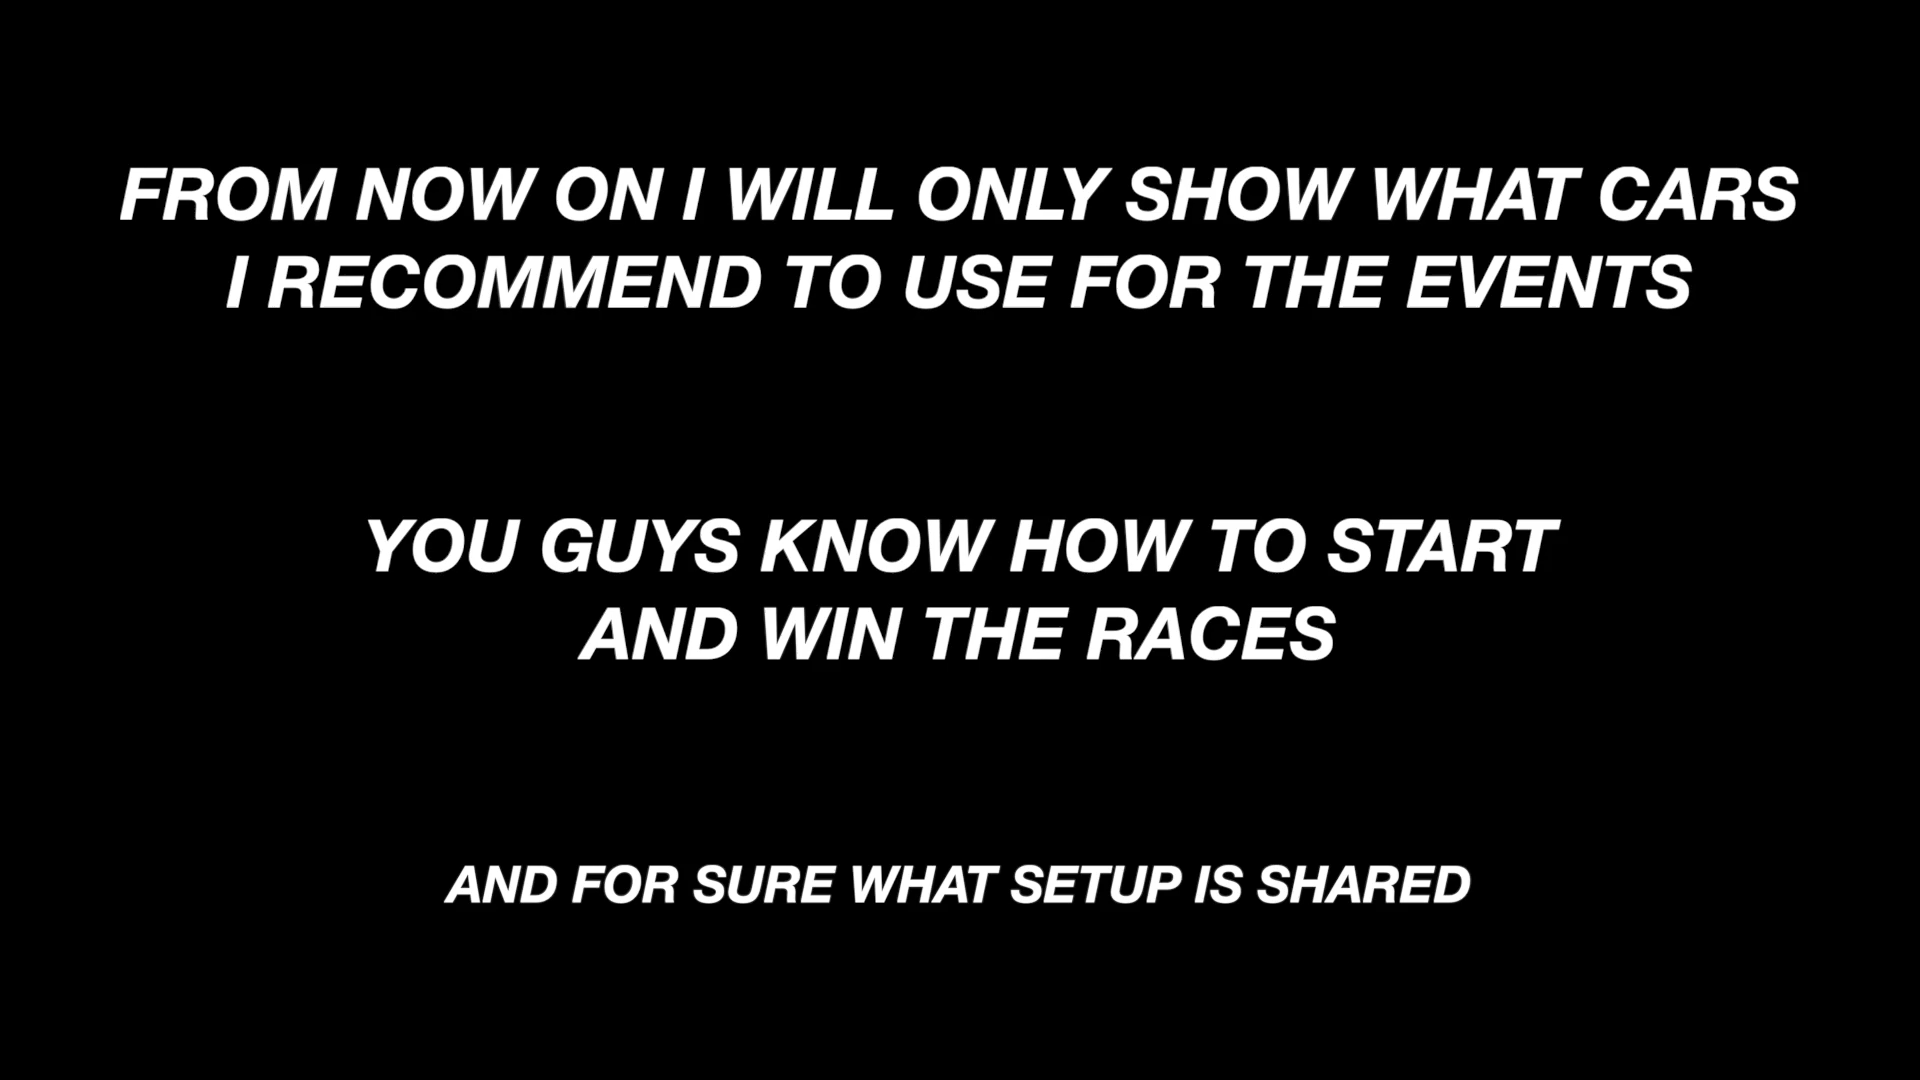 FROM NOW ON I WILL ONLY SHOW WHAT CARS
I RECOMMEND TO USE FOR THE EVENTS
YOU GUYS KNOW HOW TO START
AND WIN THE RACES
AND FOR SURE WHAT SETUP IS SHARED